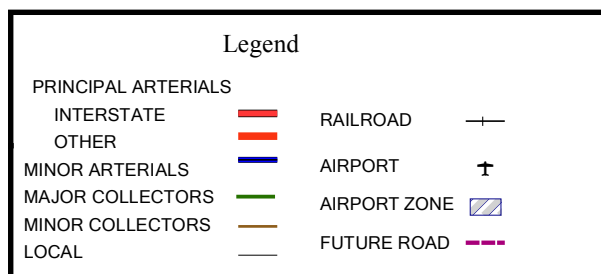 Legend
PRINCIPAL ARTERIALS
INTERSTATE
OTHER
MINOR ARTERIALS
MAJOR COLLECTORS
MINOR COLLECTORS
LOCAL
RAILROAD
AIRPORT
AIRPORT ZONE
FUTURE ROAD